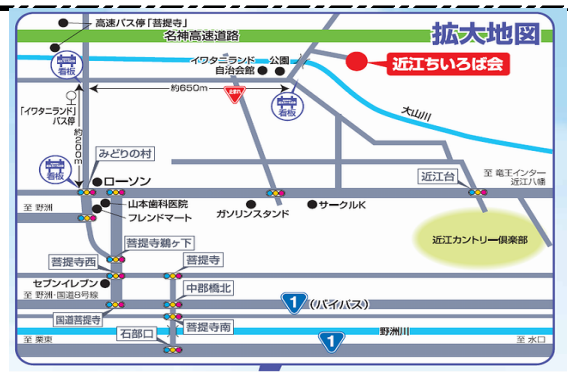 高速バス停「菩提寺」
名神高速道路
拡大地図
看板
イワタニランド
自治会館
公園
近江ちいろば会
約650m
止まれ
看板
「イワタニランド」
バス停
約200m
大山川
看板
みどりの村
ローソン
近江台
至 竜王インター
近江八幡
至 野洲
山本歯科医院
フレンドマート
ガソリンスタンド
サークルK
近江カントリー倶楽部
菩提寺鵜ヶ下
菩提寺西
菩提寺
セブンイレブン
至 野洲・国道8号線
中郡橋北
1
(バイパス)
国道菩提寺
菩提寺南
野洲川
石部口
至 栗東
1
至 水口